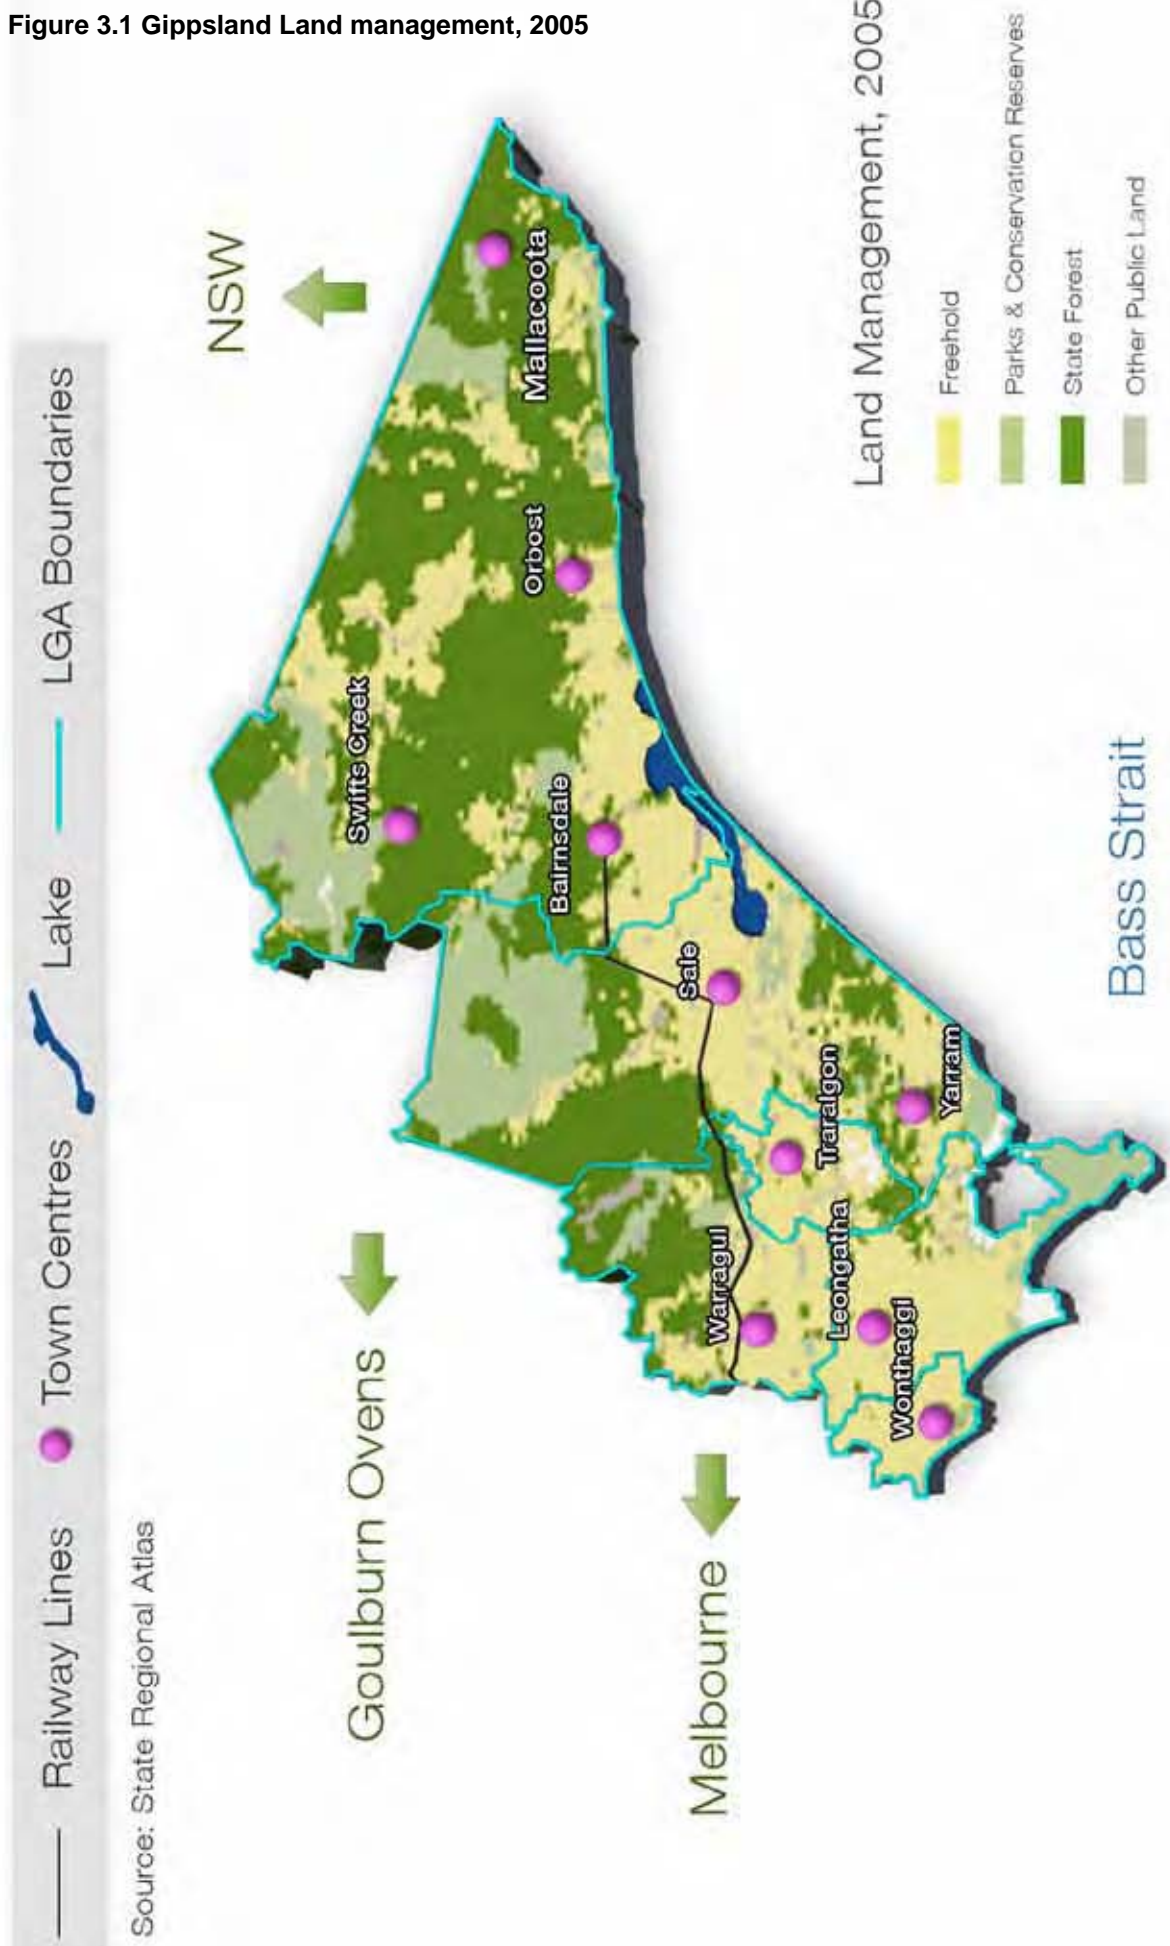 Figure 3.1 Gippsland Land management, 2005
Railway Lines
Town Centres
Lake
LGA Boundaries
Source: State Regional Atlas
NSW
Goulburn Ovens
Melbourne
Mallacoota
Orbost
Swifts Creek
Bairnsdale
Sale
Traralgon
Yarram
Warragul
Leongatha
Wonthaggi
Bass Strait
Land Management, 2005
Freehold
Parks & Conservation Reserves
State Forest
Other Public Land